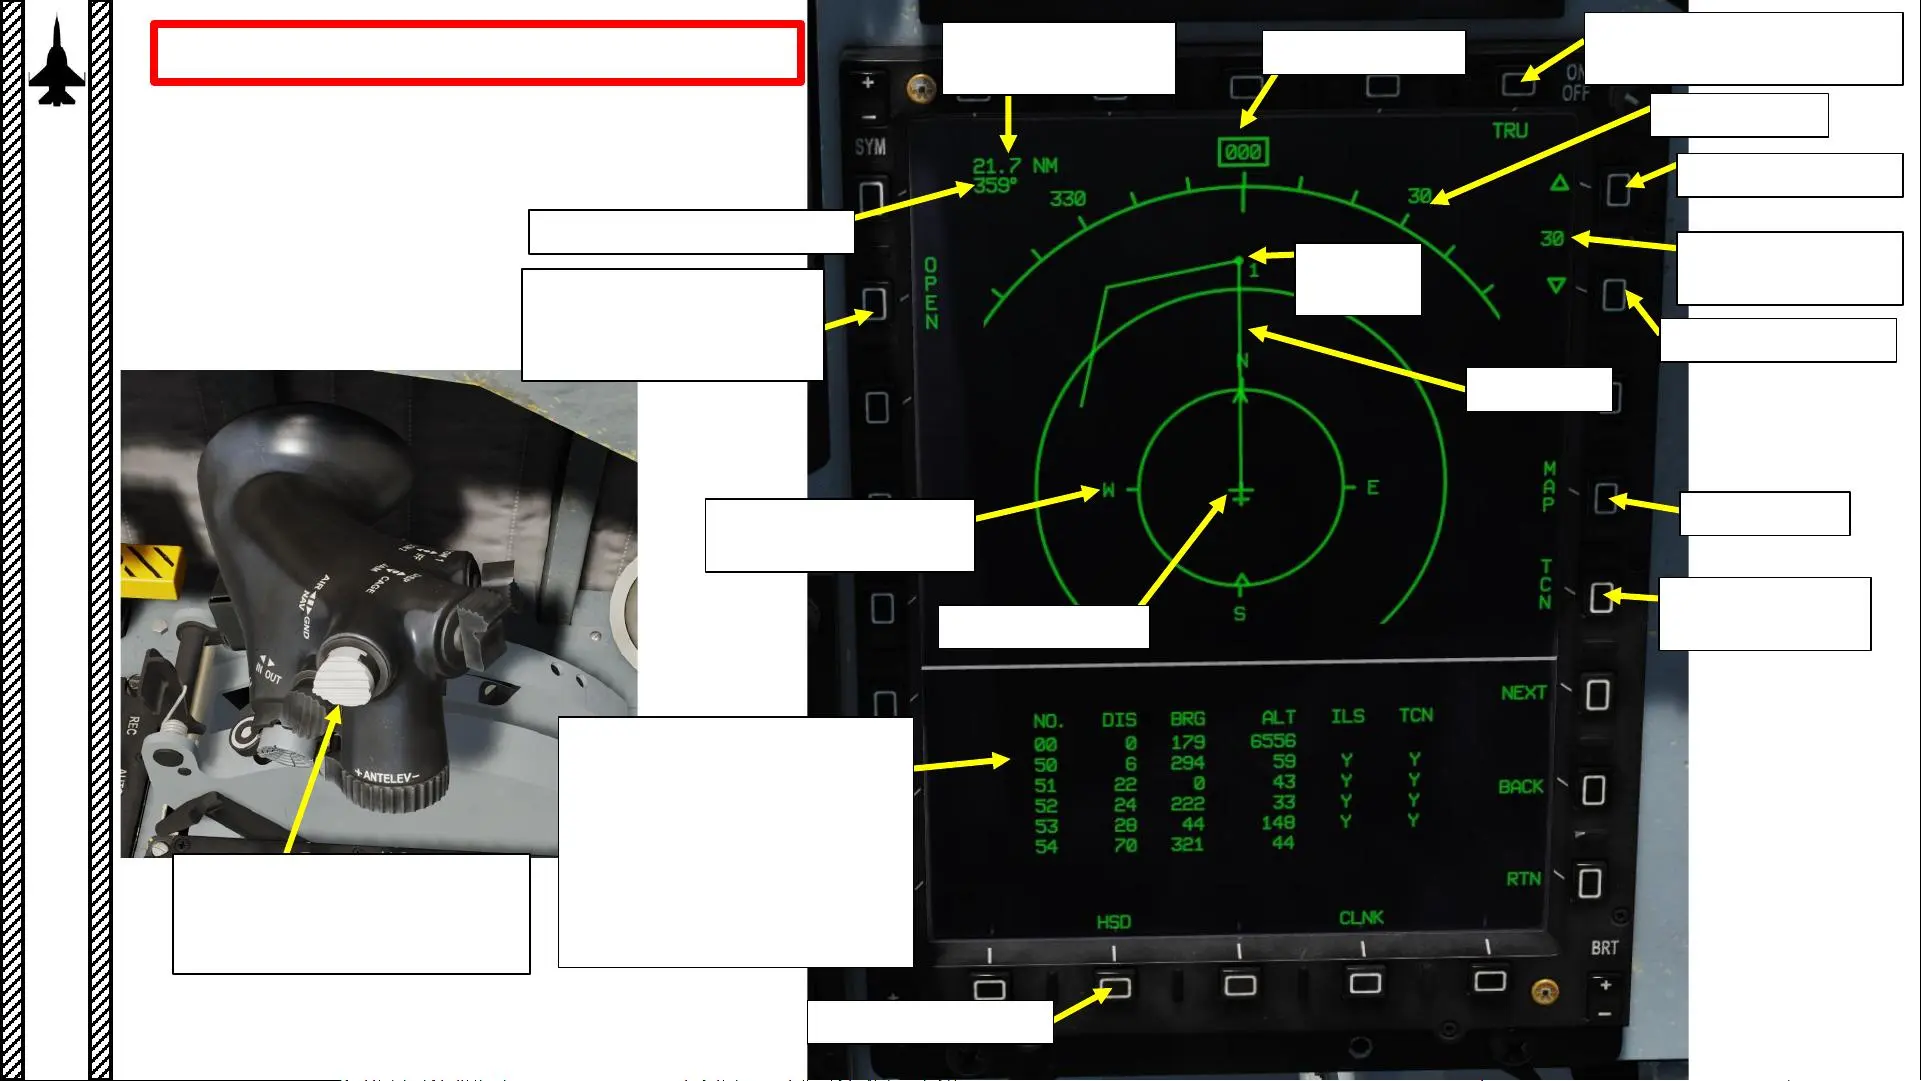 +
−
SYM
ON
OFF
TRU
000
21.7 NM
359°
330
30
30
OPEN
1
N
W
E
S
MAP
TCN
NEXT
BACK
RTN
NO. DIS BRG ALT ILS TCN
00 0 179 6556
50 6 294 59 Y Y
51 22 0 43 Y Y
52 24 222 33 Y Y
53 28 44 148 Y Y
54 70 321 44
HSD
CLNK
BRT
+
−
CAGE
AIR
NAV
GND
IN OUT
+ANTELEV−
REC